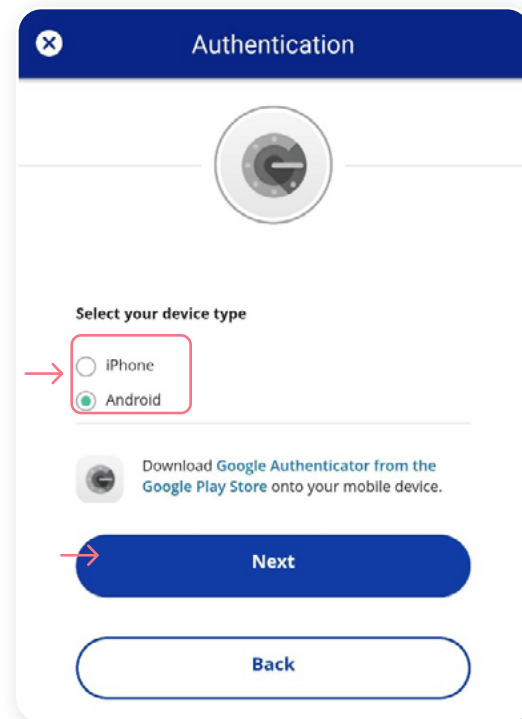 Authentication
Select your device type
iPhone
Android
Download Google Authenticator from the
Google Play Store onto your mobile device.
Next
Back